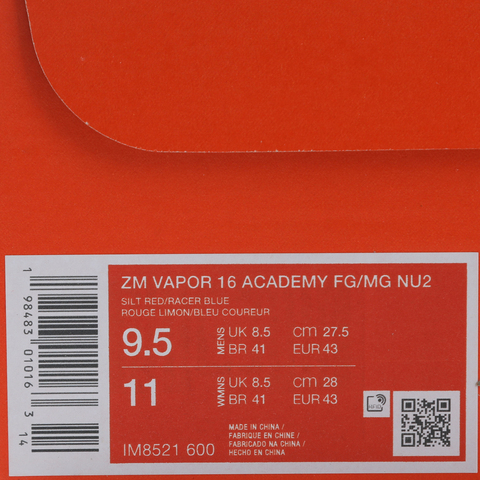 ZM VAPOR 16 ACADEMY FG/MG NU2
SILT RED/RACER BLUE
ROUGE LIMON/BLEU COUREUR
9.5 MENS UK 8.5 cm 27.5
BR 41 EUR 43
11 WMNS UK 8.5 cm 28
BR 41 EUR 43
IM8521 600
MADE IN CHINA /
FABRIQUE EN CHINE /
FABRICADO NA CHINA /
HECHO EN CHINA
1 98483 01016 3 14